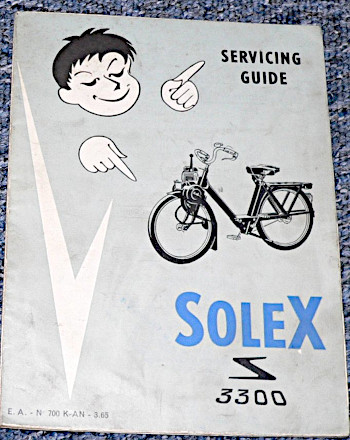 SERVICING
GUIDE
SOLEX
S
3300
E. A. - N° 700 K-AN - 3.65